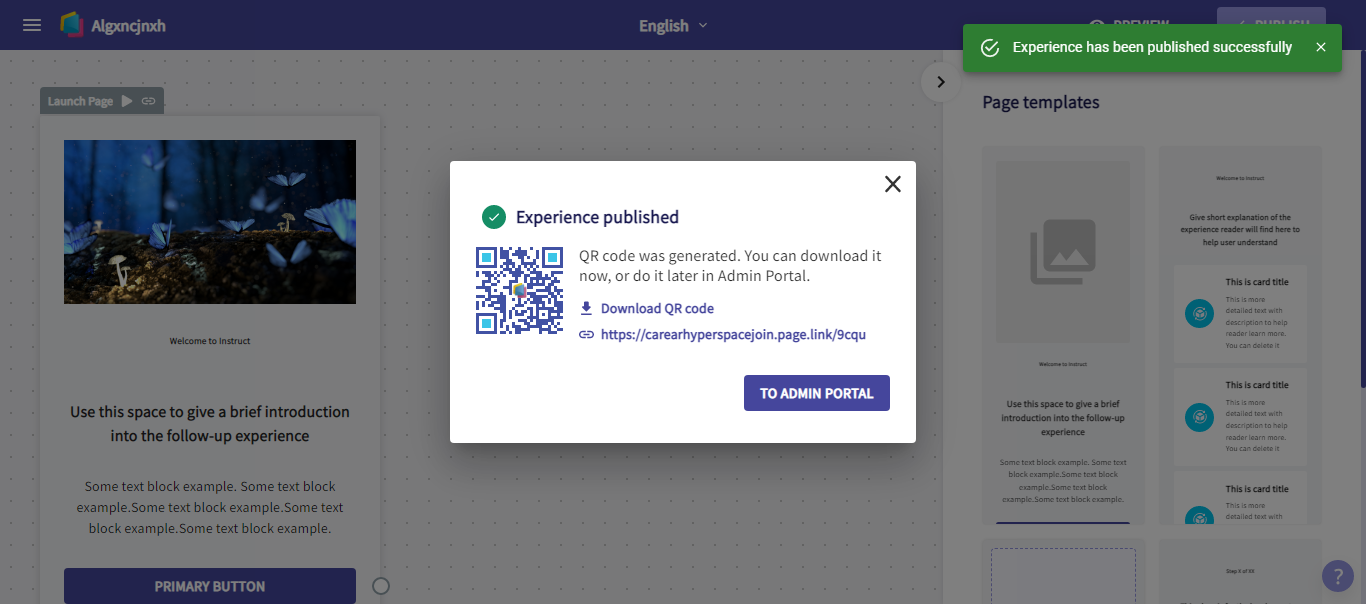 Algxncjnxh
English
PREVIEW
PUBLISH
Experience has been published successfully
Launch Page
Page templates
Welcome to Instruct
Use this space to give a brief introduction
into the follow-up experience
Some text block example. Some text block
example.Some text block example.Some text
block example.Some text block example.
PRIMARY BUTTON
Experience published
QR code was generated. You can download it
now, or do it later in Admin Portal.
Download QR code
https://carearhyperspacejoin.page.link/9cqu
TO ADMIN PORTAL
Welcome to Instruct
Use this space to give a brief
introduction into the follow-up
experience
Some text block example. Some text
block example.Some text block
example.Some text block
example.Some text block example.
Welcome to Instruct
Give short explanation of the
experience reader will find here to
help user understand
This is card title
This is more
detailed text with
description to help
reader learn more.
You can delete it
This is card title
This is more
detailed text with
description to help
reader learn more.
You can delete it
This is card title
This is more
detailed text with
Step X of XX
?